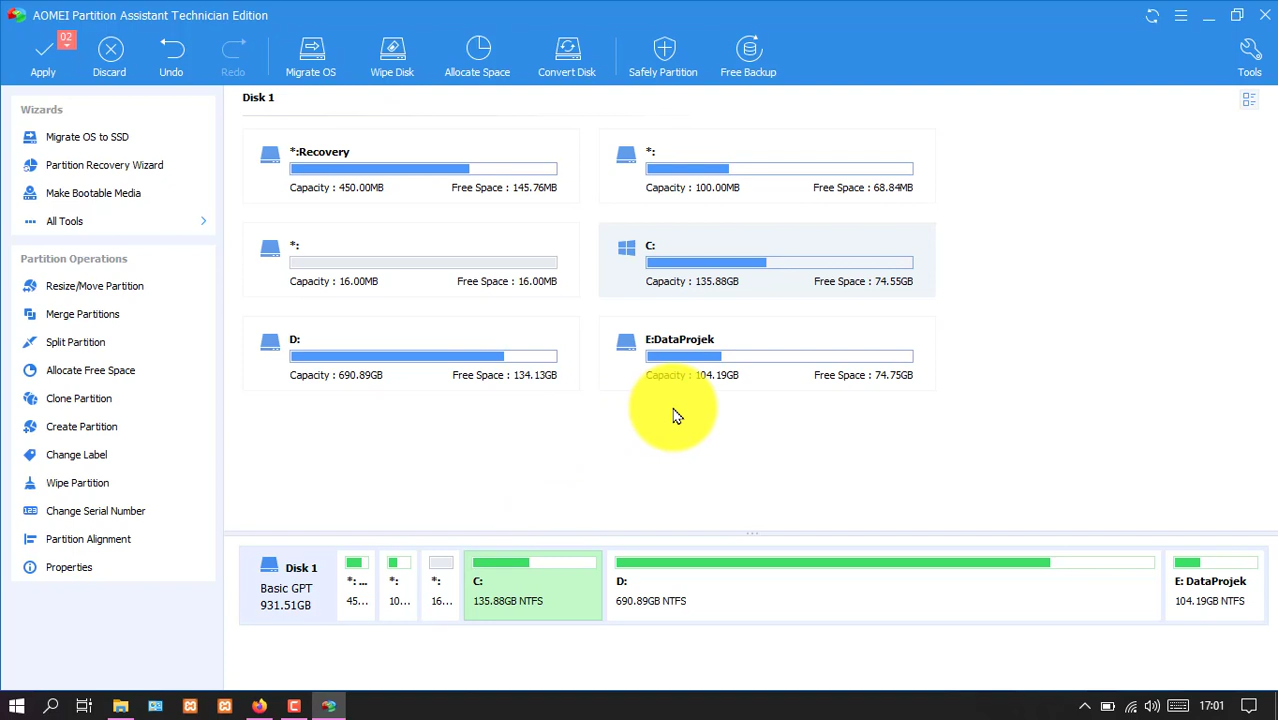 AOMEI Partition Assistant Technician Edition
02
Apply
Discard
Undo
Redo
Migrate OS
Wipe Disk
Allocate Space
Convert Disk
Safely Partition
Free Backup
Tools
Wizards
Migrate OS to SSD
Partition Recovery Wizard
Make Bootable Media
All Tools
Partition Operations
Resize/Move Partition
Merge Partitions
Split Partition
Allocate Free Space
Clone Partition
Create Partition
Change Label
Wipe Partition
Change Serial Number
Partition Alignment
Properties
Disk 1
*:Recovery
Capacity : 450.00MB Free Space : 145.76MB
*:
Capacity : 100.00MB Free Space : 68.84MB
*:
Capacity : 16.00MB Free Space : 16.00MB
C:
Capacity : 135.88GB Free Space : 74.55GB
D:
Capacity : 690.89GB Free Space : 134.13GB
E:DataProjek
Capacity : 104.19GB Free Space : 74.75GB
Disk 1
Basic GPT
931.51GB
*: ...
45...
*:
10...
*:
16...
C:
135.88GB NTFS
D:
690.89GB NTFS
E: DataProjek
104.19GB NTFS
17:01